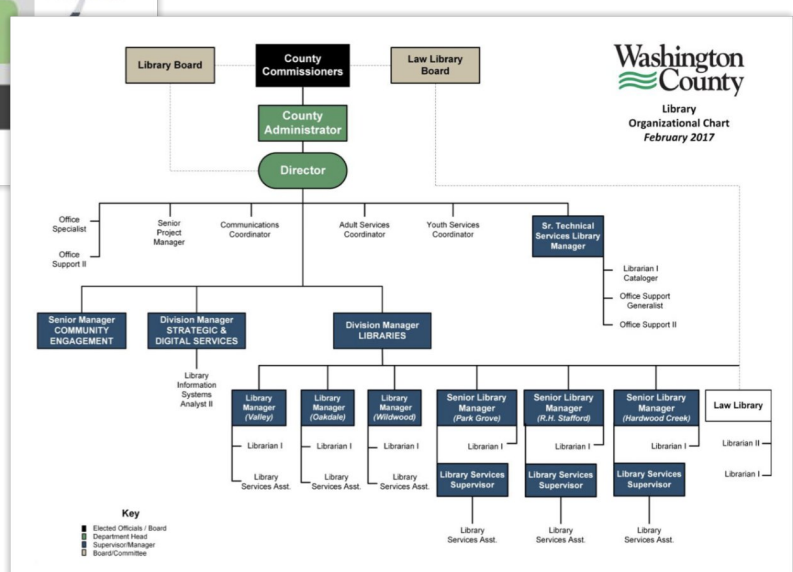 Washington
County
Library
Organizational Chart
February 2017
Library Board
County
Commissioners
Law Library
Board
County
Administrator
Director
Office
Specialist
Office
Support II
Senior
Project
Manager
Communications
Coordinator
Adult Services
Coordinator
Youth Services
Coordinator
Sr. Technical
Services Library
Manager
Librarian I
Cataloger
Office Support
Generalist
Office Support II
Senior Manager
COMMUNITY
ENGAGEMENT
Division Manager
STRATEGIC &
DIGITAL SERVICES
Division Manager
LIBRARIES
Library
Information
Systems
Analyst II
Library
Manager
(Valley)
Library
Manager
(Oakdale)
Library
Manager
(Wildwood)
Senior Library
Manager
(Park Grove)
Senior Library
Manager
(R.H. Stafford)
Senior Library
Manager
(Hardwood Creek)
Law Library
Librarian I
Librarian I
Librarian I
Librarian I
Librarian I
Librarian I
Librarian II
Librarian I
Library
Services Asst.
Library
Services Asst.
Library
Services Asst.
Library Services
Supervisor
Library Services
Supervisor
Library Services
Supervisor
Library
Services Asst.
Library
Services Asst.
Library
Services Asst.
Key
Elected Officials / Board
Department Head
Supervisor/Manager
Board/Committee